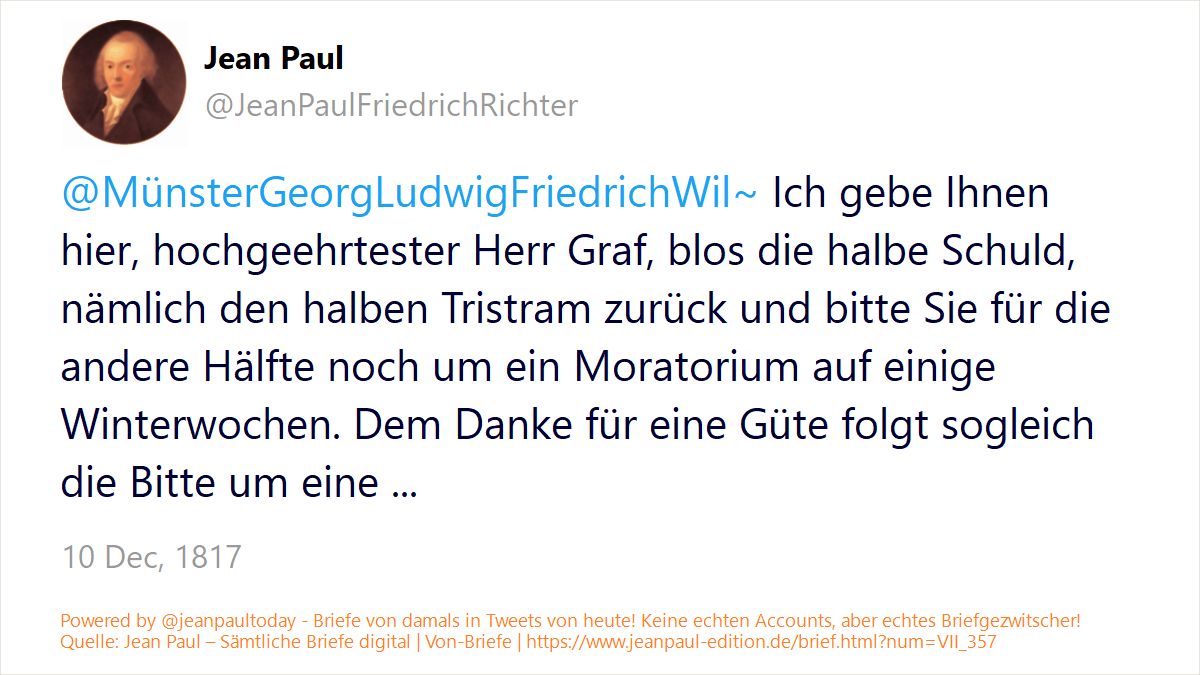 Jean Paul
@JeanPaulFriedrichRichter
@MünsterGeorgLudwigFriedrichWil~ Ich gebe Ihnen
hier, hochgeehrtester Herr Graf, blos die halbe Schuld,
nämlich den halben Tristram zurück und bitte Sie für die
andere Hälfte noch um ein Moratorium auf einige
Winterwochen. Dem Danke für eine Güte folgt sogleich
die Bitte um eine ...
10 Dec, 1817
Powered by @jeanpaultoday - Briefe von damals in Tweets von heute! Keine echten Accounts, aber echtes Briefgezwitscher!
Quelle: Jean Paul – Sämtliche Briefe digital | Von-Briefe | https://www.jeanpaul-edition.de/brief.html?num=VII_357